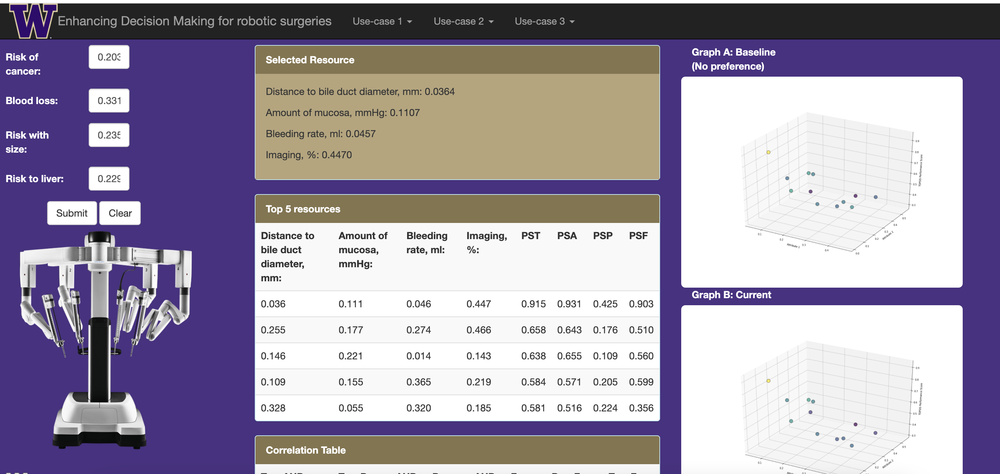 Enhancing Decision Making for robotic surgeries
Use-case 1
Use-case 2
Use-case 3
Risk of
cancer:
0.203
Blood loss:
0.331
Risk with
size:
0.235
Risk to liver:
0.229
Submit
Clear
1
2
3
4
Selected Resource
Distance to bile duct diameter, mm: 0.0364
Amount of mucosa, mmHg: 0.1107
Bleeding rate, ml: 0.0457
Imaging, %: 0.4470
Top 5 resources
Distance to bile duct diameter, mm: Amount of mucosa, mmHg: Bleeding rate, ml: Imaging, %: PST PSA PSP PSF
0.036 0.111 0.046 0.447 0.915 0.931 0.425 0.903
0.255 0.177 0.274 0.466 0.658 0.643 0.176 0.510
0.146 0.221 0.014 0.143 0.638 0.655 0.109 0.560
0.109 0.155 0.365 0.219 0.584 0.571 0.205 0.599
0.328 0.055 0.320 0.185 0.581 0.516 0.224 0.356
Correlation Table
Graph A: Baseline
(No preference)
0.9
0.8
0.7
0.6
0.5
0.4
0.3
TOPSIS Performance Score
0.1
0.2
0.3
0.4
Attribute 1
0.0
0.1
0.2
0.3
0.4
0.5
Attribute 2
Graph B: Current
0.9
0.8
0.7
0.6
0.5
0.4
0.3
TOPSIS Performance Score
0.1
0.2
0.2
0.3
0.4
0.5
Attribute 2